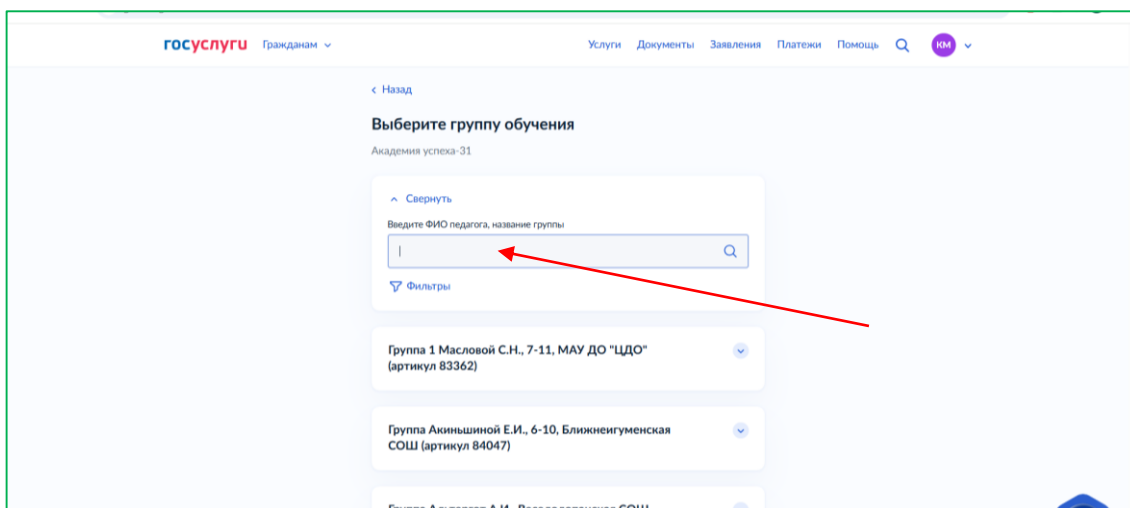 госуслуги Гражданам Услуги Документы Заявления Платежи Помощь КМ
Назад
Выберите группу обучения
Академия успеха-31
Свернуть
Введите ФИО педагога, название группы
Фильтры
Группа 1 Масловой С.Н., 7-11, МАУ ДО "ЦДО"
(артикул 83362)
Группа Акиньшиной Е.И., 6-10, Ближнеигуменская
СОШ (артикул 84047)